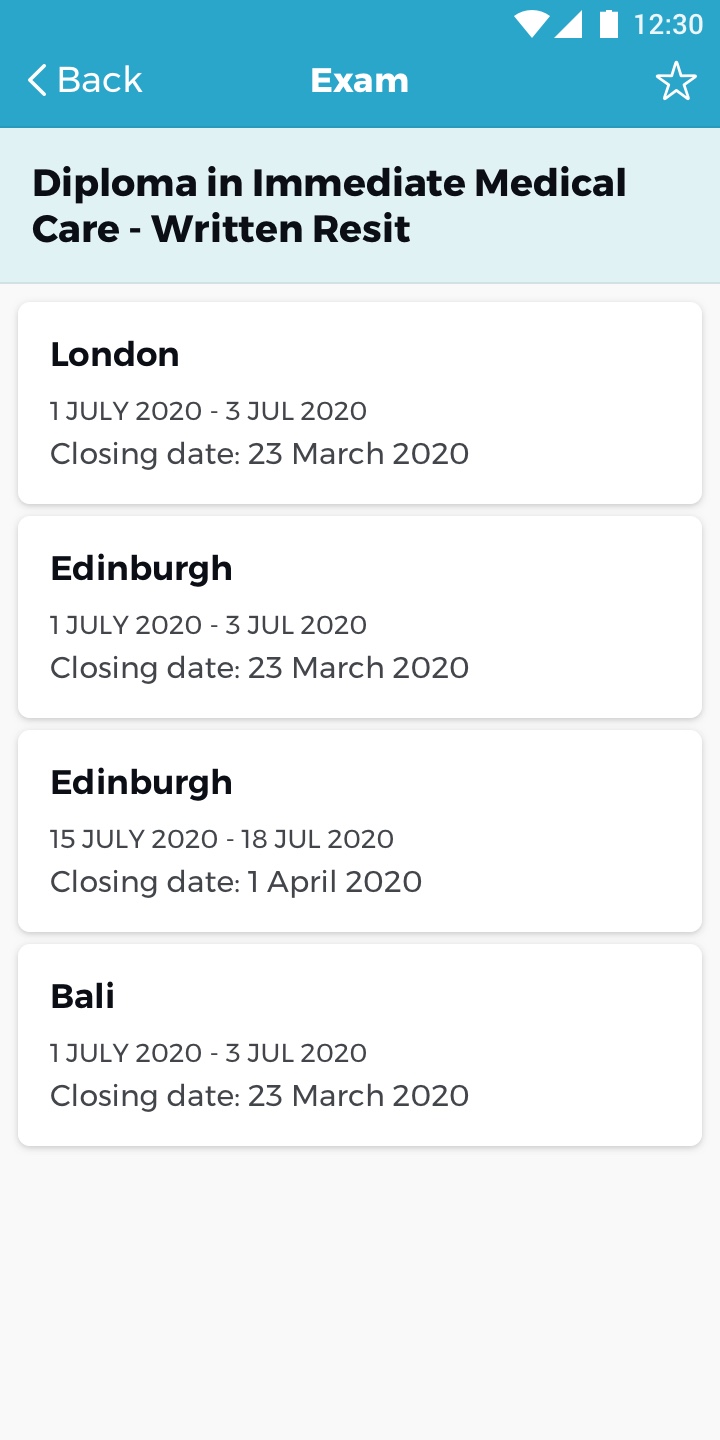 12:30
Back
Exam
Diploma in Immediate Medical
Care - Written Resit
London
1 JULY 2020 - 3 JUL 2020
Closing date: 23 March 2020
Edinburgh
1 JULY 2020 - 3 JUL 2020
Closing date: 23 March 2020
Edinburgh
15 JULY 2020 - 18 JUL 2020
Closing date: 1 April 2020
Bali
1 JULY 2020 - 3 JUL 2020
Closing date: 23 March 2020